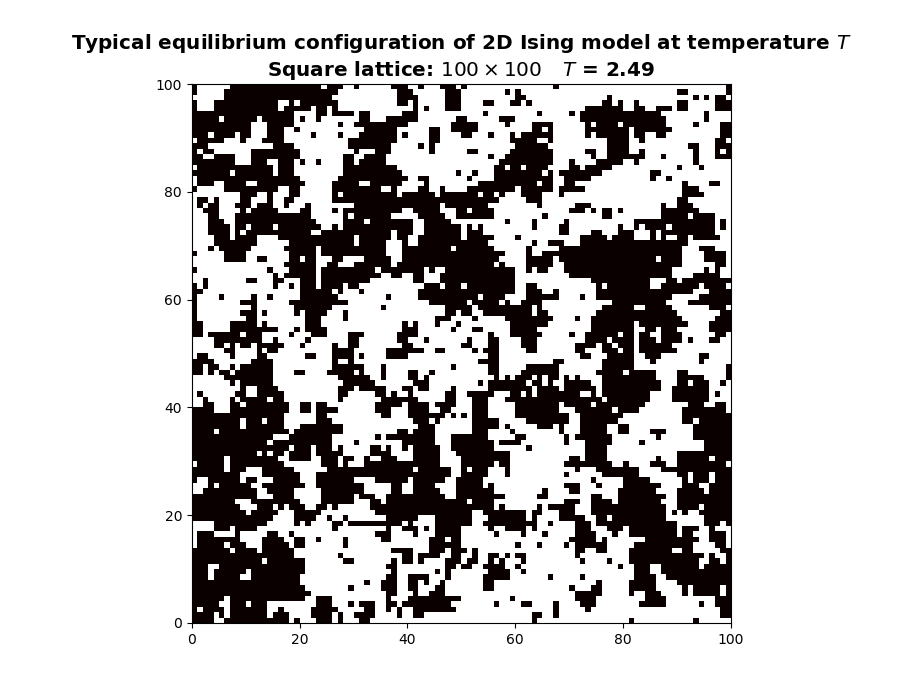 Typical equilibrium configuration of 2D Ising model at temperature T
Square lattice: 100 × 100 T = 2.49
100
80
60
40
20
0
0 20 40 60 80 100